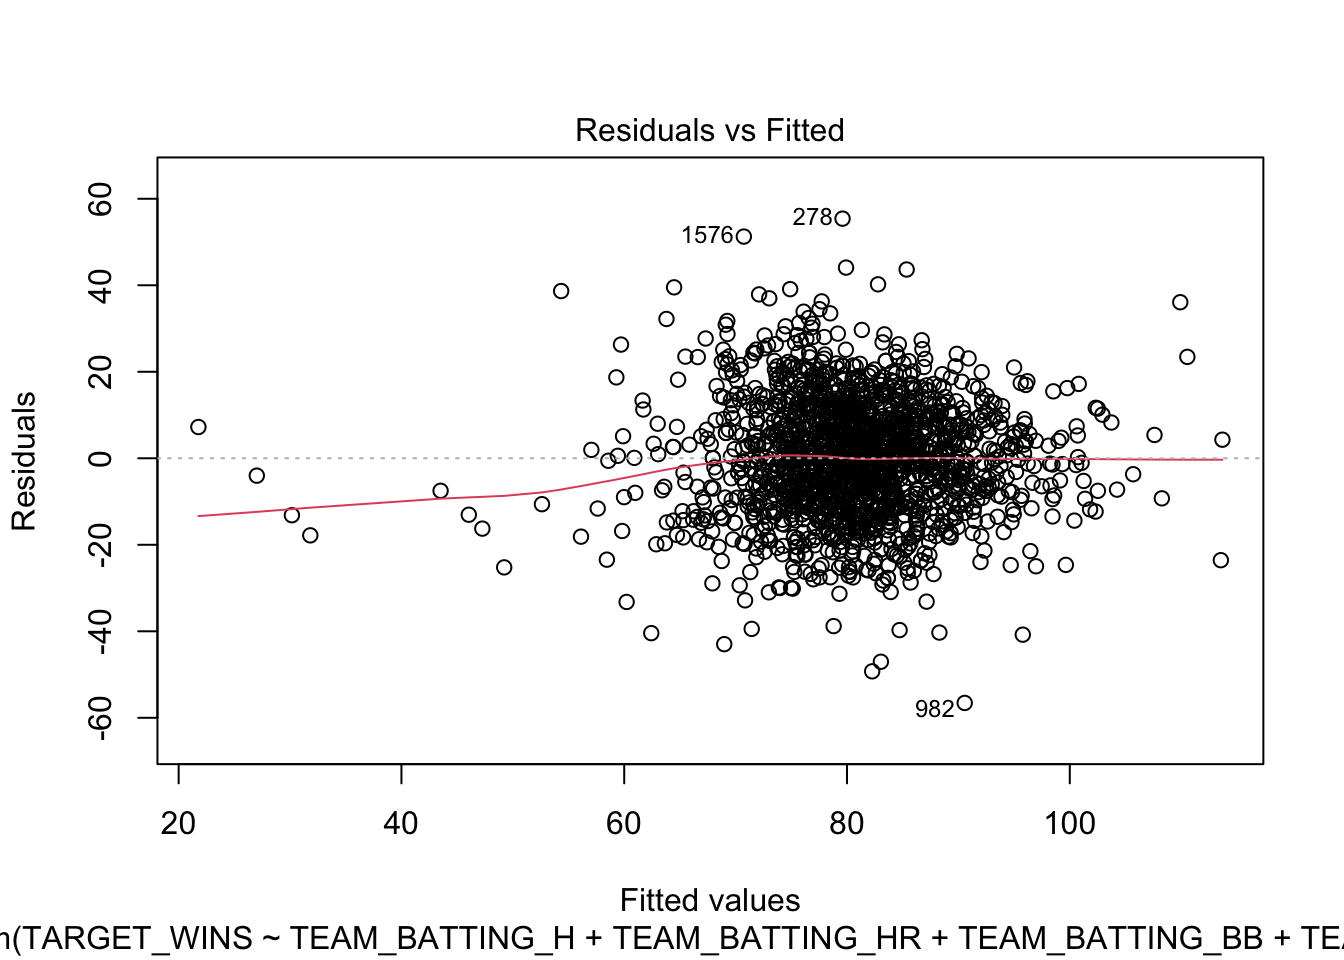 Residuals vs Fitted
Residuals
60
40
20
0
-20
-40
-60
278
1576
982
20 40 60 80 100
Fitted values
(TARGET_WINS ~ TEAM_BATTING_H + TEAM_BATTING_HR + TEAM_BATTING_BB +